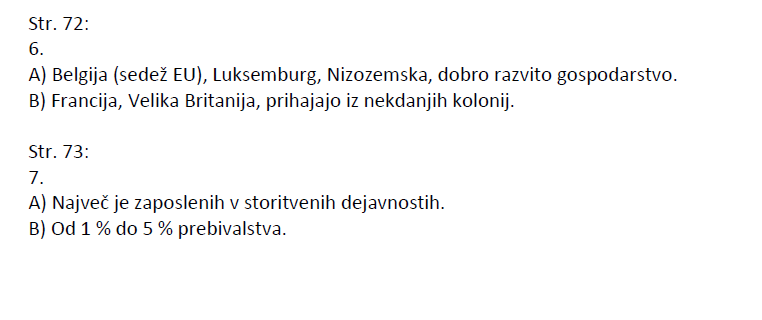 Str. 72:
6.
A) Belgija (sedež EU), Luksemburg, Nizozemska, dobro razvito gospodarstvo.
B) Francija, Velika Britanija, prihajajo iz nekdanjih kolonij.
Str. 73:
7.
A) Največ je zaposlenih v storitvenih dejavnostih.
B) Od 1 % do 5 % prebivalstva.